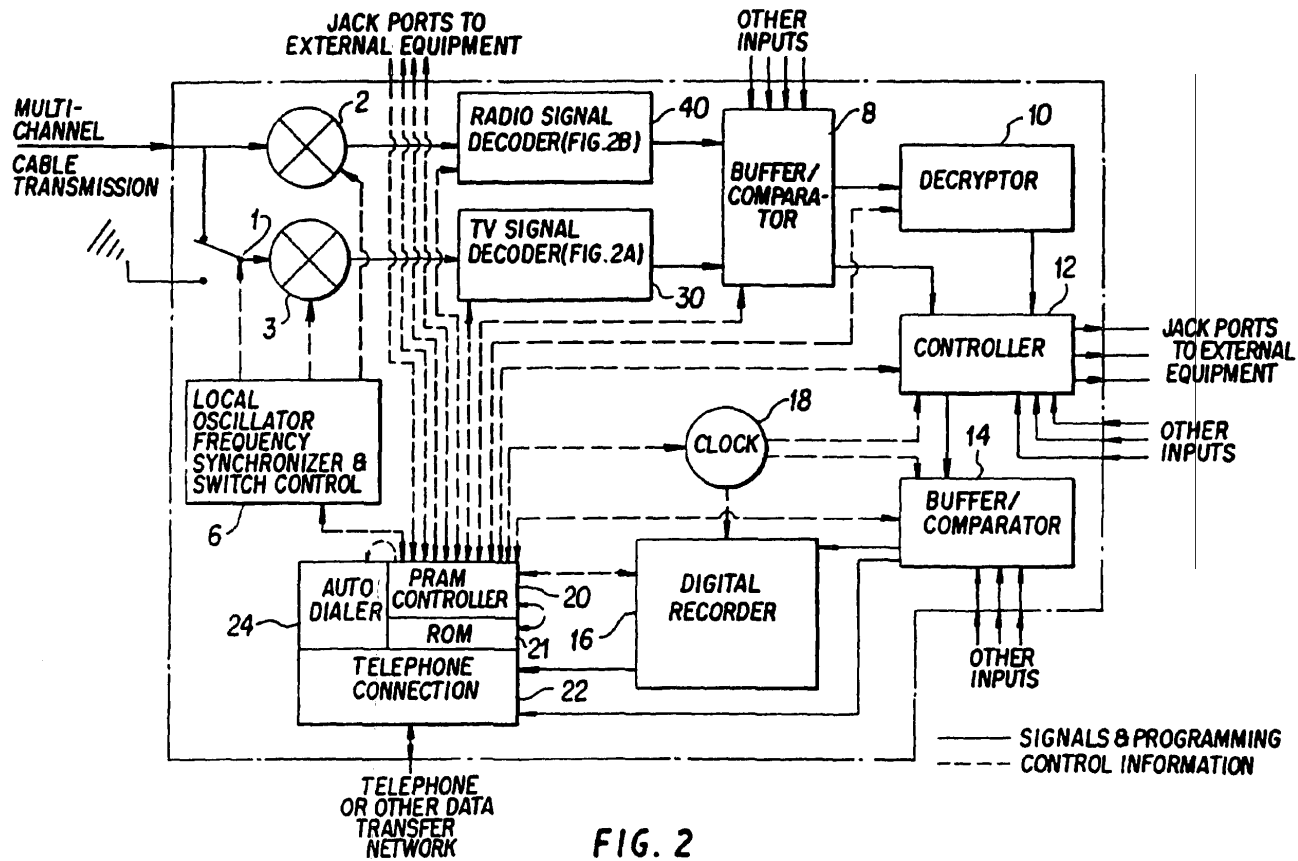 JACK PORTS TO
EXTERNAL EQUIPMENT
OTHER
INPUTS
MULTI-
CHANNEL
CABLE
TRANSMISSION
2
RADIO SIGNAL
DECODER(FIG.2B)
40
8
BUFFER/
COMPARA-
TOR
10
DECRYPTOR
1
3
TV SIGNAL
DECODER(FIG.2A)
30
12
CONTROLLER
JACK PORTS
TO EXTERNAL
EQUIPMENT
OTHER
INPUTS
LOCAL
OSCILLATOR
FREQUENCY
SYNCHRONIZER &
SWITCH CONTROL
6
18
CLOCK
14
BUFFER/
COMPARATOR
OTHER
INPUTS
AUTO
DIALER
24
PRAM
CONTROLLER
20
ROM
21
TELEPHONE
CONNECTION
22
16
DIGITAL
RECORDER
SIGNALS & PROGRAMMING
CONTROL INFORMATION
TELEPHONE
OR OTHER DATA
TRANSFER
NETWORK
FIG. 2